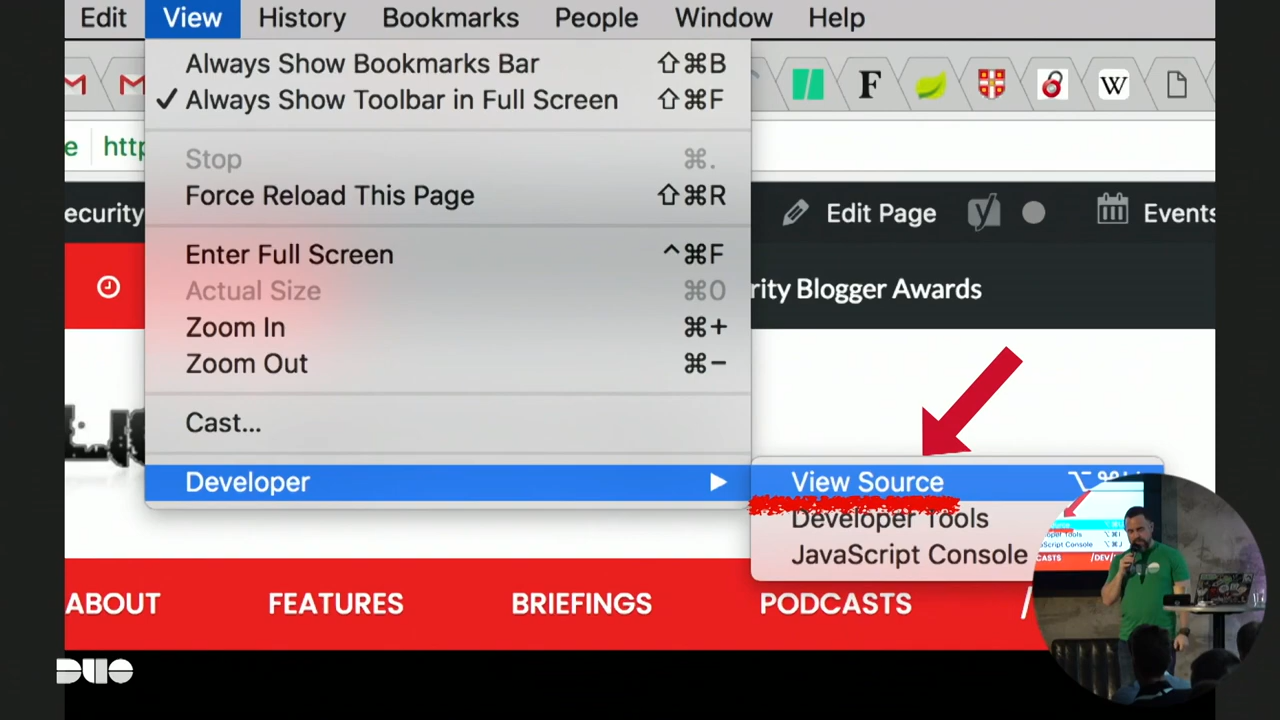 Edit View History Bookmarks People Window Help
Always Show Bookmarks Bar ⇧⌘B
✓ Always Show Toolbar in Full Screen ⇧⌘F
F W
e http
Stop ⌘.
Force Reload This Page ⇧⌘R
ecurity Edit Page Events
Enter Full Screen ^⌘F
Actual Size ⌘0
rity Blogger Awards
Zoom In ⌘+
Zoom Out ⌘−
Cast...
Developer ▶ View Source
Developer Tools
JavaScript Console
ABOUT FEATURES BRIEFINGS PODCASTS /
DUO